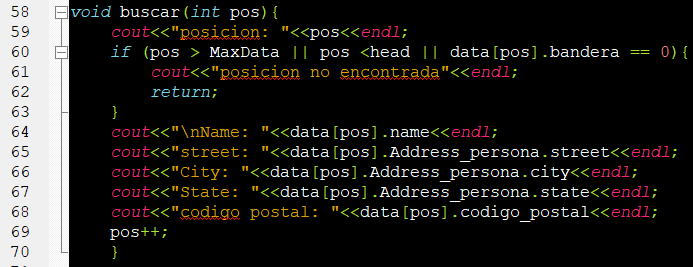 58 void buscar(int pos){
59 cout<<"posicion: "<<pos<<endl;
60 if (pos > MaxData || pos <head || data[pos].bandera == 0){
61 cout<<"posicion no encontrada"<<endl;
62 return;
63 }
64 cout<<"\nName: "<<data[pos].name<<endl;
65 cout<<"street: "<<data[pos].Address_persona.street<<endl;
66 cout<<"City: "<<data[pos].Address_persona.city<<endl;
67 cout<<"State: "<<data[pos].Address_persona.state<<endl;
68 cout<<"codigo postal: "<<data[pos].codigo_postal<<endl;
69 pos++;
70 }